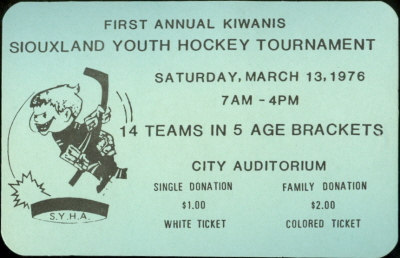 FIRST ANNUAL KIWANIS
SIOUXLAND YOUTH HOCKEY TOURNAMENT
SATURDAY, MARCH 13, 1976
7AM - 4PM
14 TEAMS IN 5 AGE BRACKETS
CITY AUDITORIUM
SINGLE DONATION
$1.00
WHITE TICKET
FAMILY DONATION
$2.00
COLORED TICKET
S.Y.H.A.